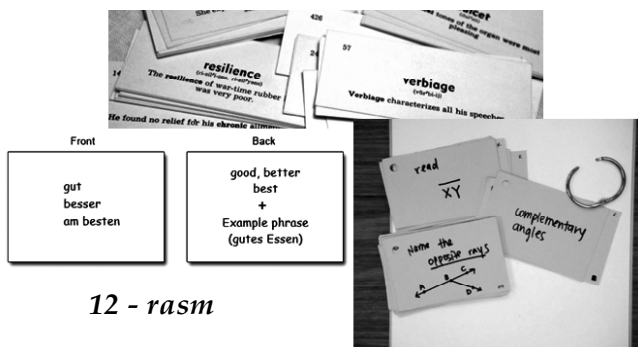 426
tones of the organ were most
pleasing
57
resilience
The resilience of war-time rubber
was very poor.
verbiage
Verbiage characterizes all his speeches
He found no relief for his chronic ailment
Front
Back
gut
besser
am besten
good, better
best
+
Example phrase
(gutes Essen)
read
XY
complementary
angles
Name the
opposite rays
A
B
C
D
12 - rasm